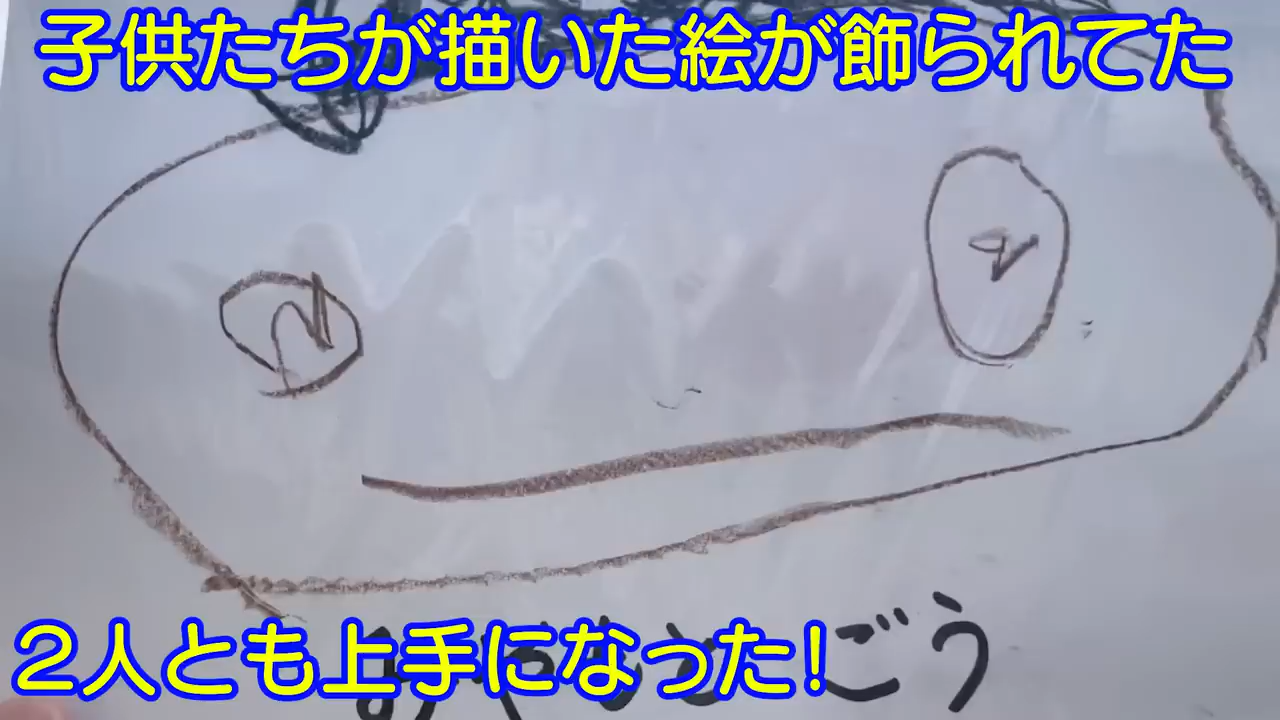 子供たちが描いた絵が飾られてた
２人とも上手になった！
ごう